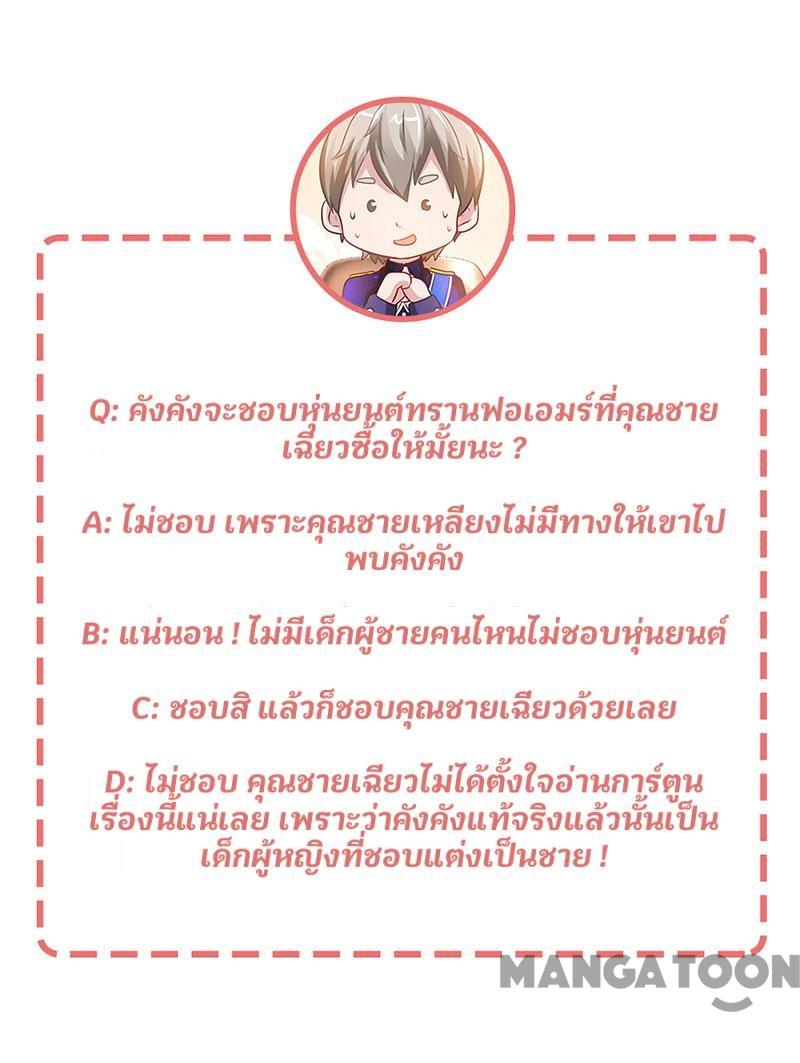 Q: คังคังจะชอบหุ่นยนต์ทรานฟอเอมร์ที่คุณชาย
เฉียวซื้อให้มั้ยนะ ?
A: ไม่ชอบ เพราะคุณชายเหลียงไม่มีทางให้เขาไป
พบคังคัง
B: แน่นอน ! ไม่มีเด็กผู้ชายคนไหนไม่ชอบหุ่นยนต์
C: ชอบสิ แล้วก็ชอบคุณชายเฉียวด้วยเลย
D: ไม่ชอบ คุณชายเฉียวไม่ได้ตั้งใจอ่านการ์ตูน
เรื่องนี้แน่เลย เพราะว่าคังคังแท้จริงแล้วนั้นเป็น
เด็กผู้หญิงที่ชอบแต่งเป็นชาย !
MANGATOON